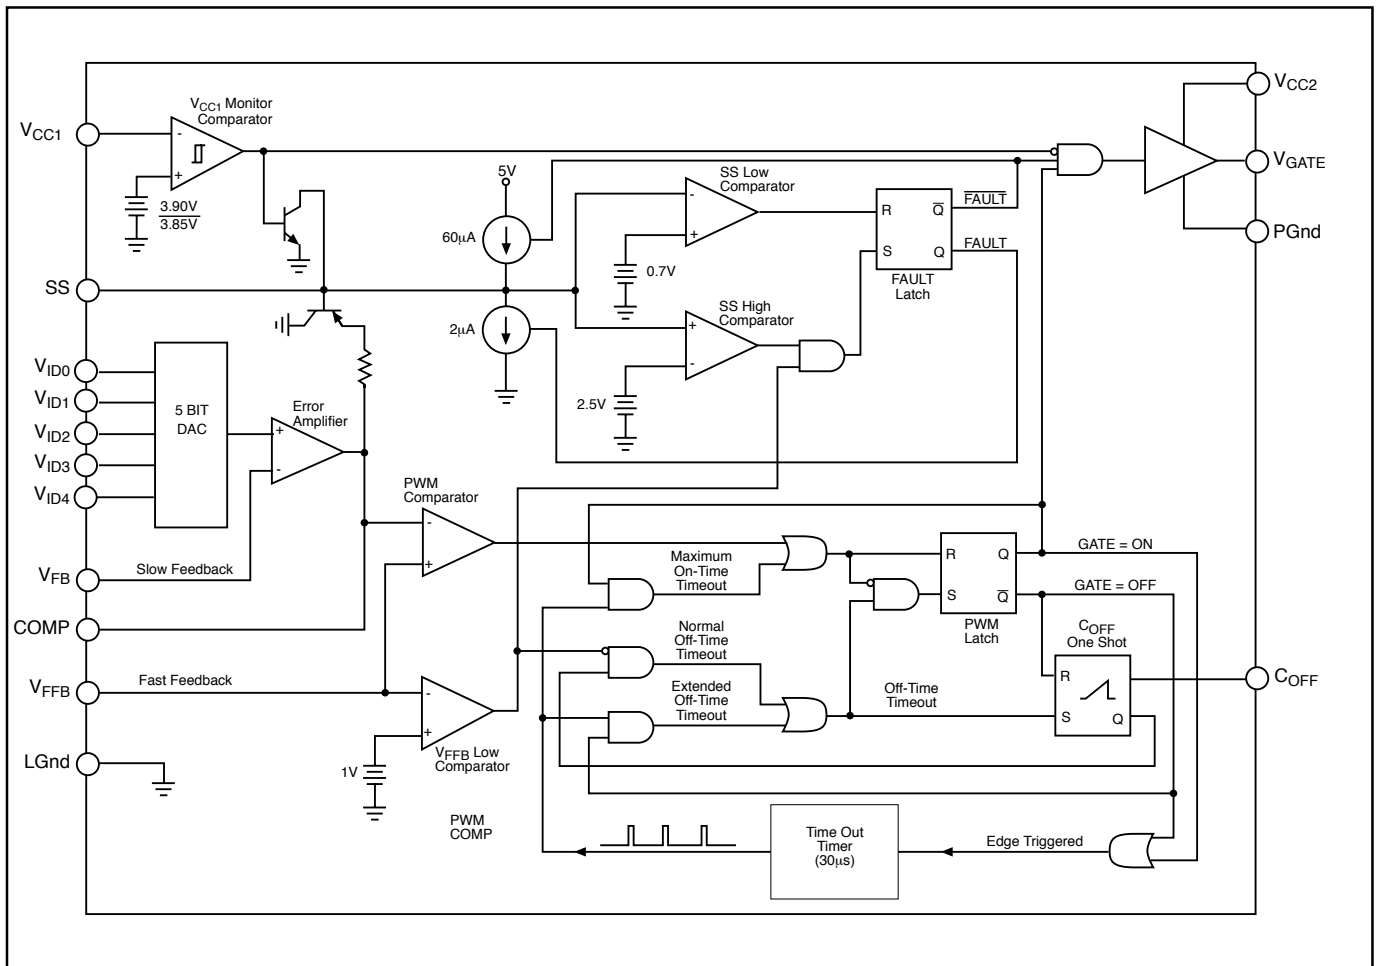 VCC1 Monitor
Comparator
VCC1
-
+
3.90V
3.85V
5V
60µA
SS Low
Comparator
-
+
0.7V
R
Q̅
F̅A̅U̅L̅T̅
S
Q
FAULT
FAULT
Latch
VCC2
VGATE
PGnd
SS
2µA
SS High
Comparator
+
-
2.5V
VID0
VID1
VID2
VID3
VID4
5 BIT
DAC
Error
Amplifier
+
-
VFB
Slow Feedback
COMP
PWM
Comparator
-
+
Maximum
On-Time
Timeout
R
Q
GATE = ON
S
Q̅
GATE = OFF
PWM
Latch
Normal
Off-Time
Timeout
COFF
One Shot
R
S
Q
COFF
VFFB
Fast Feedback
Extended
Off-Time
Timeout
Off-Time
Timeout
-
+
VFFB Low
Comparator
1V
LGnd
PWM
COMP
Time Out
Timer
(30µs)
Edge Triggered